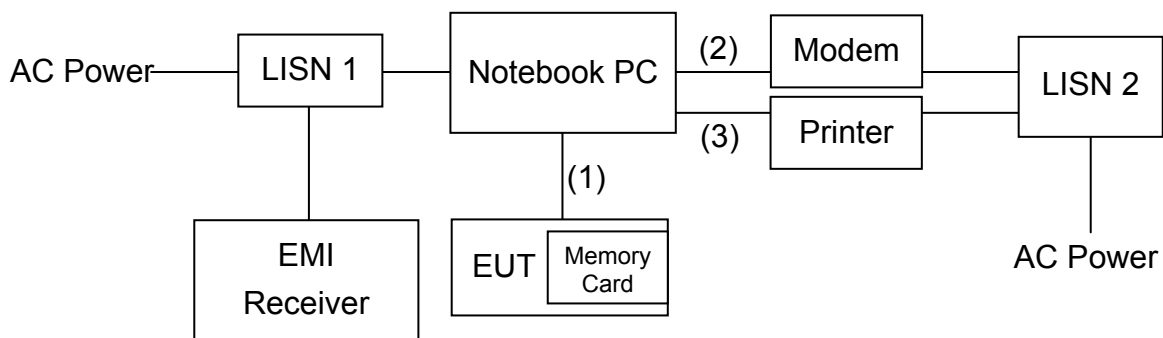 AC Power
LISN 1
Notebook PC
(2)
Modem
LISN 2
(3)
Printer
(1)
EMI
Receiver
EUT
Memory
Card
AC Power